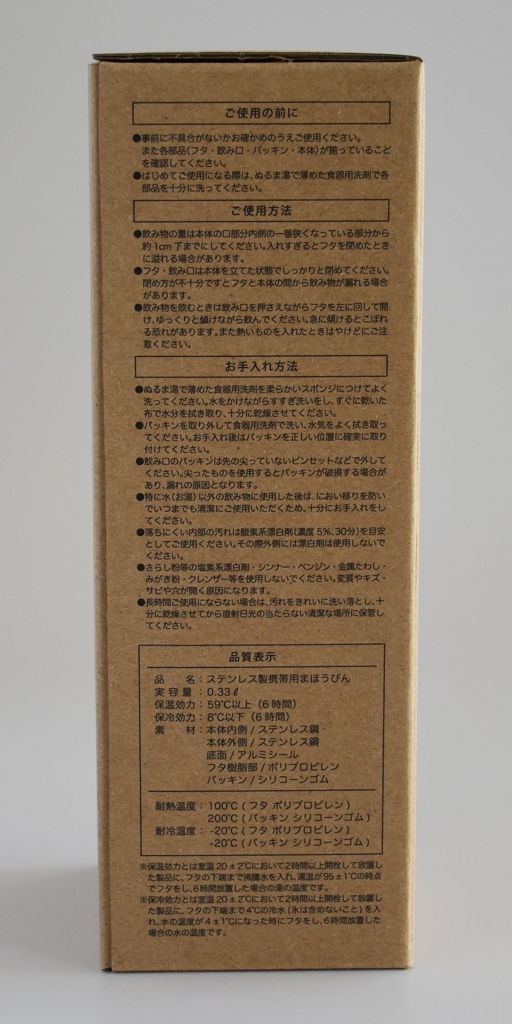 ご使用の前に
●事前に不具合がないかお確かめのうえご使用ください。
また各部品(フタ・飲み口・パッキン・本体)が揃っていること
を確認してください。
●はじめてご使用になる際は、ぬるま湯で薄めた食器用洗剤で各
部品を十分に洗ってください。
ご使用方法
●飲み物の量は本体の口部分内側の一番狭くなっている部分から
約1cm下までにしてください。入れすぎるとフタを閉めたとき
に溢れる場合があります。
●フタ・飲み口は本体を立てた状態でしっかりと閉めてください。
閉め方が不十分ですとフタと本体の間から飲み物が漏れる場合
があります。
●飲み物を飲むときは飲み口を押さえながらフタを左に回して開
け、ゆっくりと傾けながら飲んでください。急に傾けるとこぼれ
る恐れがあります。また熱いものを入れたときはやけどにご注
意ください。
お手入れ方法
●ぬるま湯で薄めた食器用洗剤を柔らかいスポンジにつけてよく
洗ってください。水をかけながらすすぎ洗いをし、すぐに乾いた
布で水分を拭き取り、十分に乾燥させてください。
●パッキンを取り外して食器用洗剤で洗い、水気をよく拭き取っ
てください。お手入れ後はパッキンを正しい位置に確実に取り
付けてください。
●飲み口のパッキンは先の尖っていないピンセットなどで外して
ください。尖ったものを使用するとパッキンが破損する場合が
あり、漏れの原因となります。
●特に水(お湯)以外の飲み物に使用した後は、におい移りを防い
でいつまでも清潔にご使用いただくため、十分にお手入れをし
てください。
●落ちにくい内部の汚れは酸素系漂白剤(濃度5%、30分)を目安
としてご使用ください。その際外側には漂白剤は使用しないで
ください。
●さらし粉等の塩素系漂白剤・シンナー・ベンジン・金属たわし・
みがき粉・クレンザー等を使用しないでください。変質やキズ・
サビや穴が開く原因になります。
●長時間ご使用にならない場合は、汚れをきれいに洗い落とし、十
分に乾燥させてから直射日光の当たらない清潔な場所に保管し
てください。
品質表示
品　　名：ステンレス製携帯用まほうびん
実 容 量：0.33ℓ
保温効力：59℃以上 (6時間)
保冷効力：8℃以下 (6時間)
素　　材：本体内側 / ステンレス鋼
本体外側 / ステンレス鋼
底面 / アルミシール
フタ樹脂部 / ポリプロピレン
パッキン / シリコーンゴム
耐熱温度：100℃ ( フタ ポリプロピレン )
200℃ ( パッキン シリコーンゴム )
耐冷温度：-20℃ ( フタ ポリプロピレン )
-20℃ ( パッキン シリコーンゴム )
※保温効力とは室温20±2℃において2時間以上開栓して放置し
た製品に、フタの下端まで沸騰水を入れ、湯温が95±1℃の時点
でフタをし、6時間放置した場合の湯の温度です。
※保冷効力とは室温20±2℃において2時間以上開栓して放置し
た製品に、フタの下端まで4℃の冷水(氷は含めないこと)を入
れ、水の温度が4±1℃になった時にフタをし、6時間放置した
場合の水の温度です。